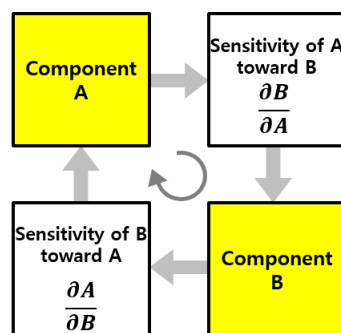 Component
A
Sensitivity of A
toward B
∂B
∂A
Sensitivity of B
toward A
∂A
∂B
Component
B